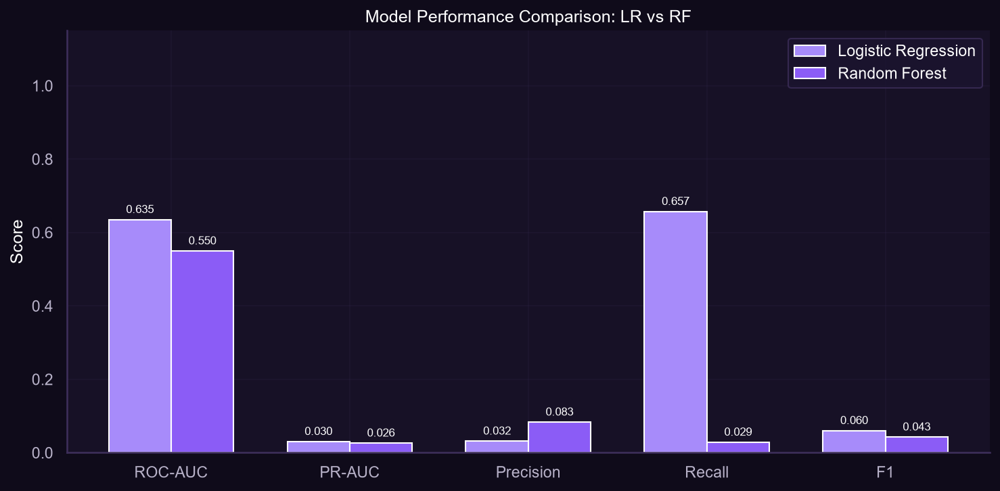 Model Performance Comparison: LR vs RF
Logistic Regression
Random Forest
Score
1.0
0.8
0.6
0.4
0.2
0.0
0.635
0.550
0.030
0.026
0.032
0.083
0.657
0.029
0.060
0.043
ROC-AUC
PR-AUC
Precision
Recall
F1